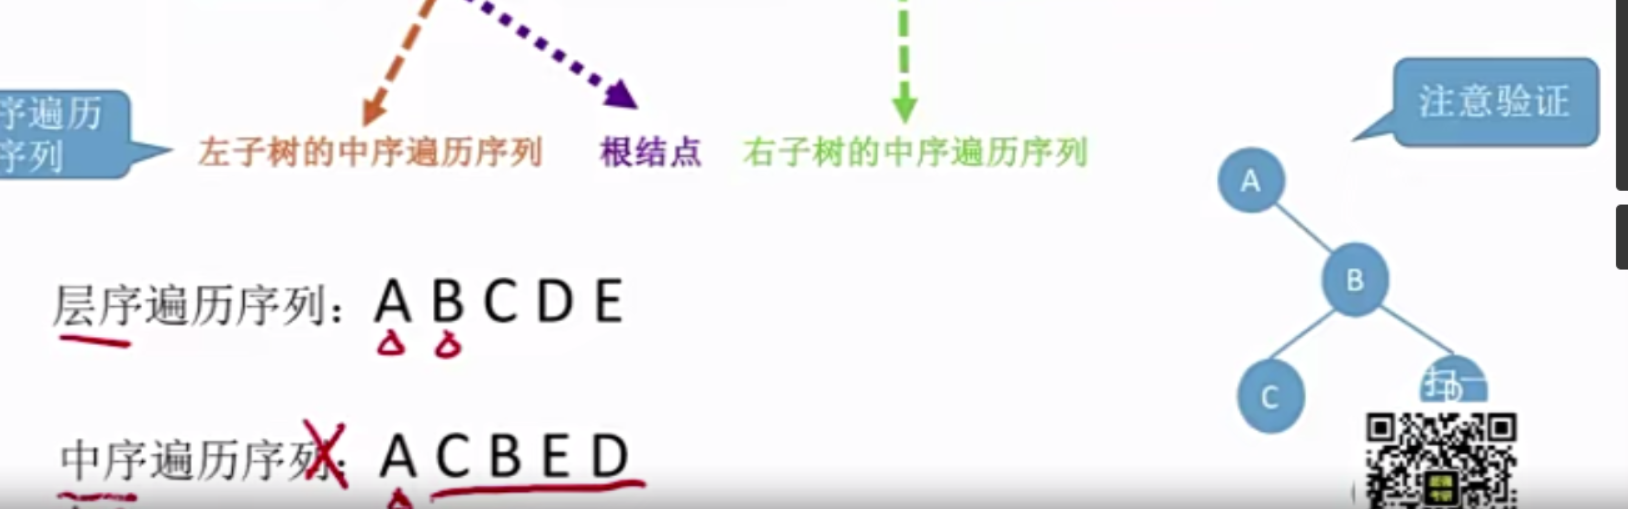 序遍历
序列
左子树的中序遍历序列 根结点 右子树的中序遍历序列
注意验证
A
B
C
扫一
层序遍历序列: A B C D E
中序遍历序列: A C B E D